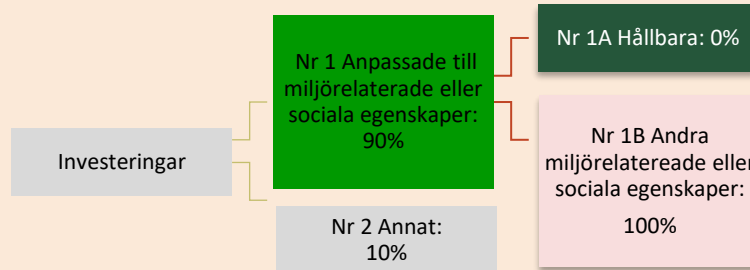 Investeringar
Nr 1 Anpassade till
miljörelaterade eller
sociala egenskaper:
90%
Nr 2 Annat:
10%
Nr 1A Hållbara: 0%
Nr 1B Andra
miljörelatereade eller
sociala egenskaper:
100%